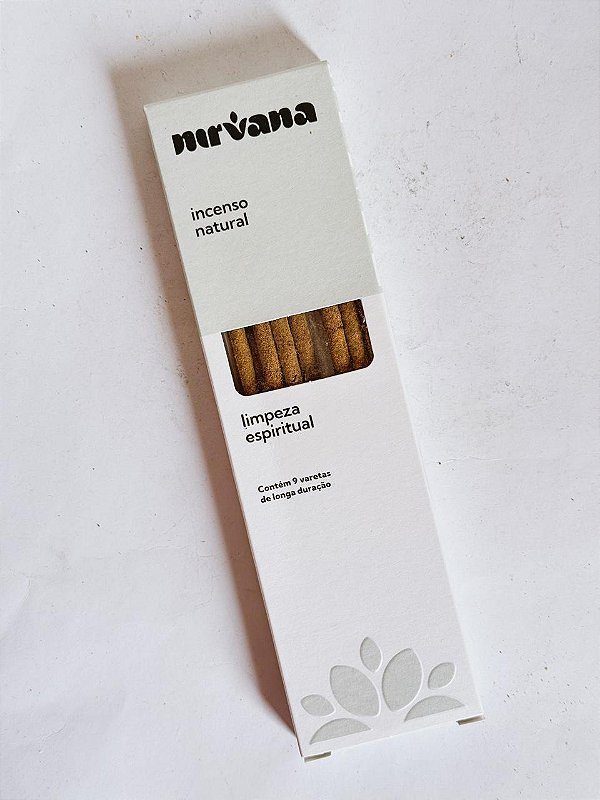 nirvana
incenso
natural
limpeza
espiritual
Contém 9 varetas
de longa duração